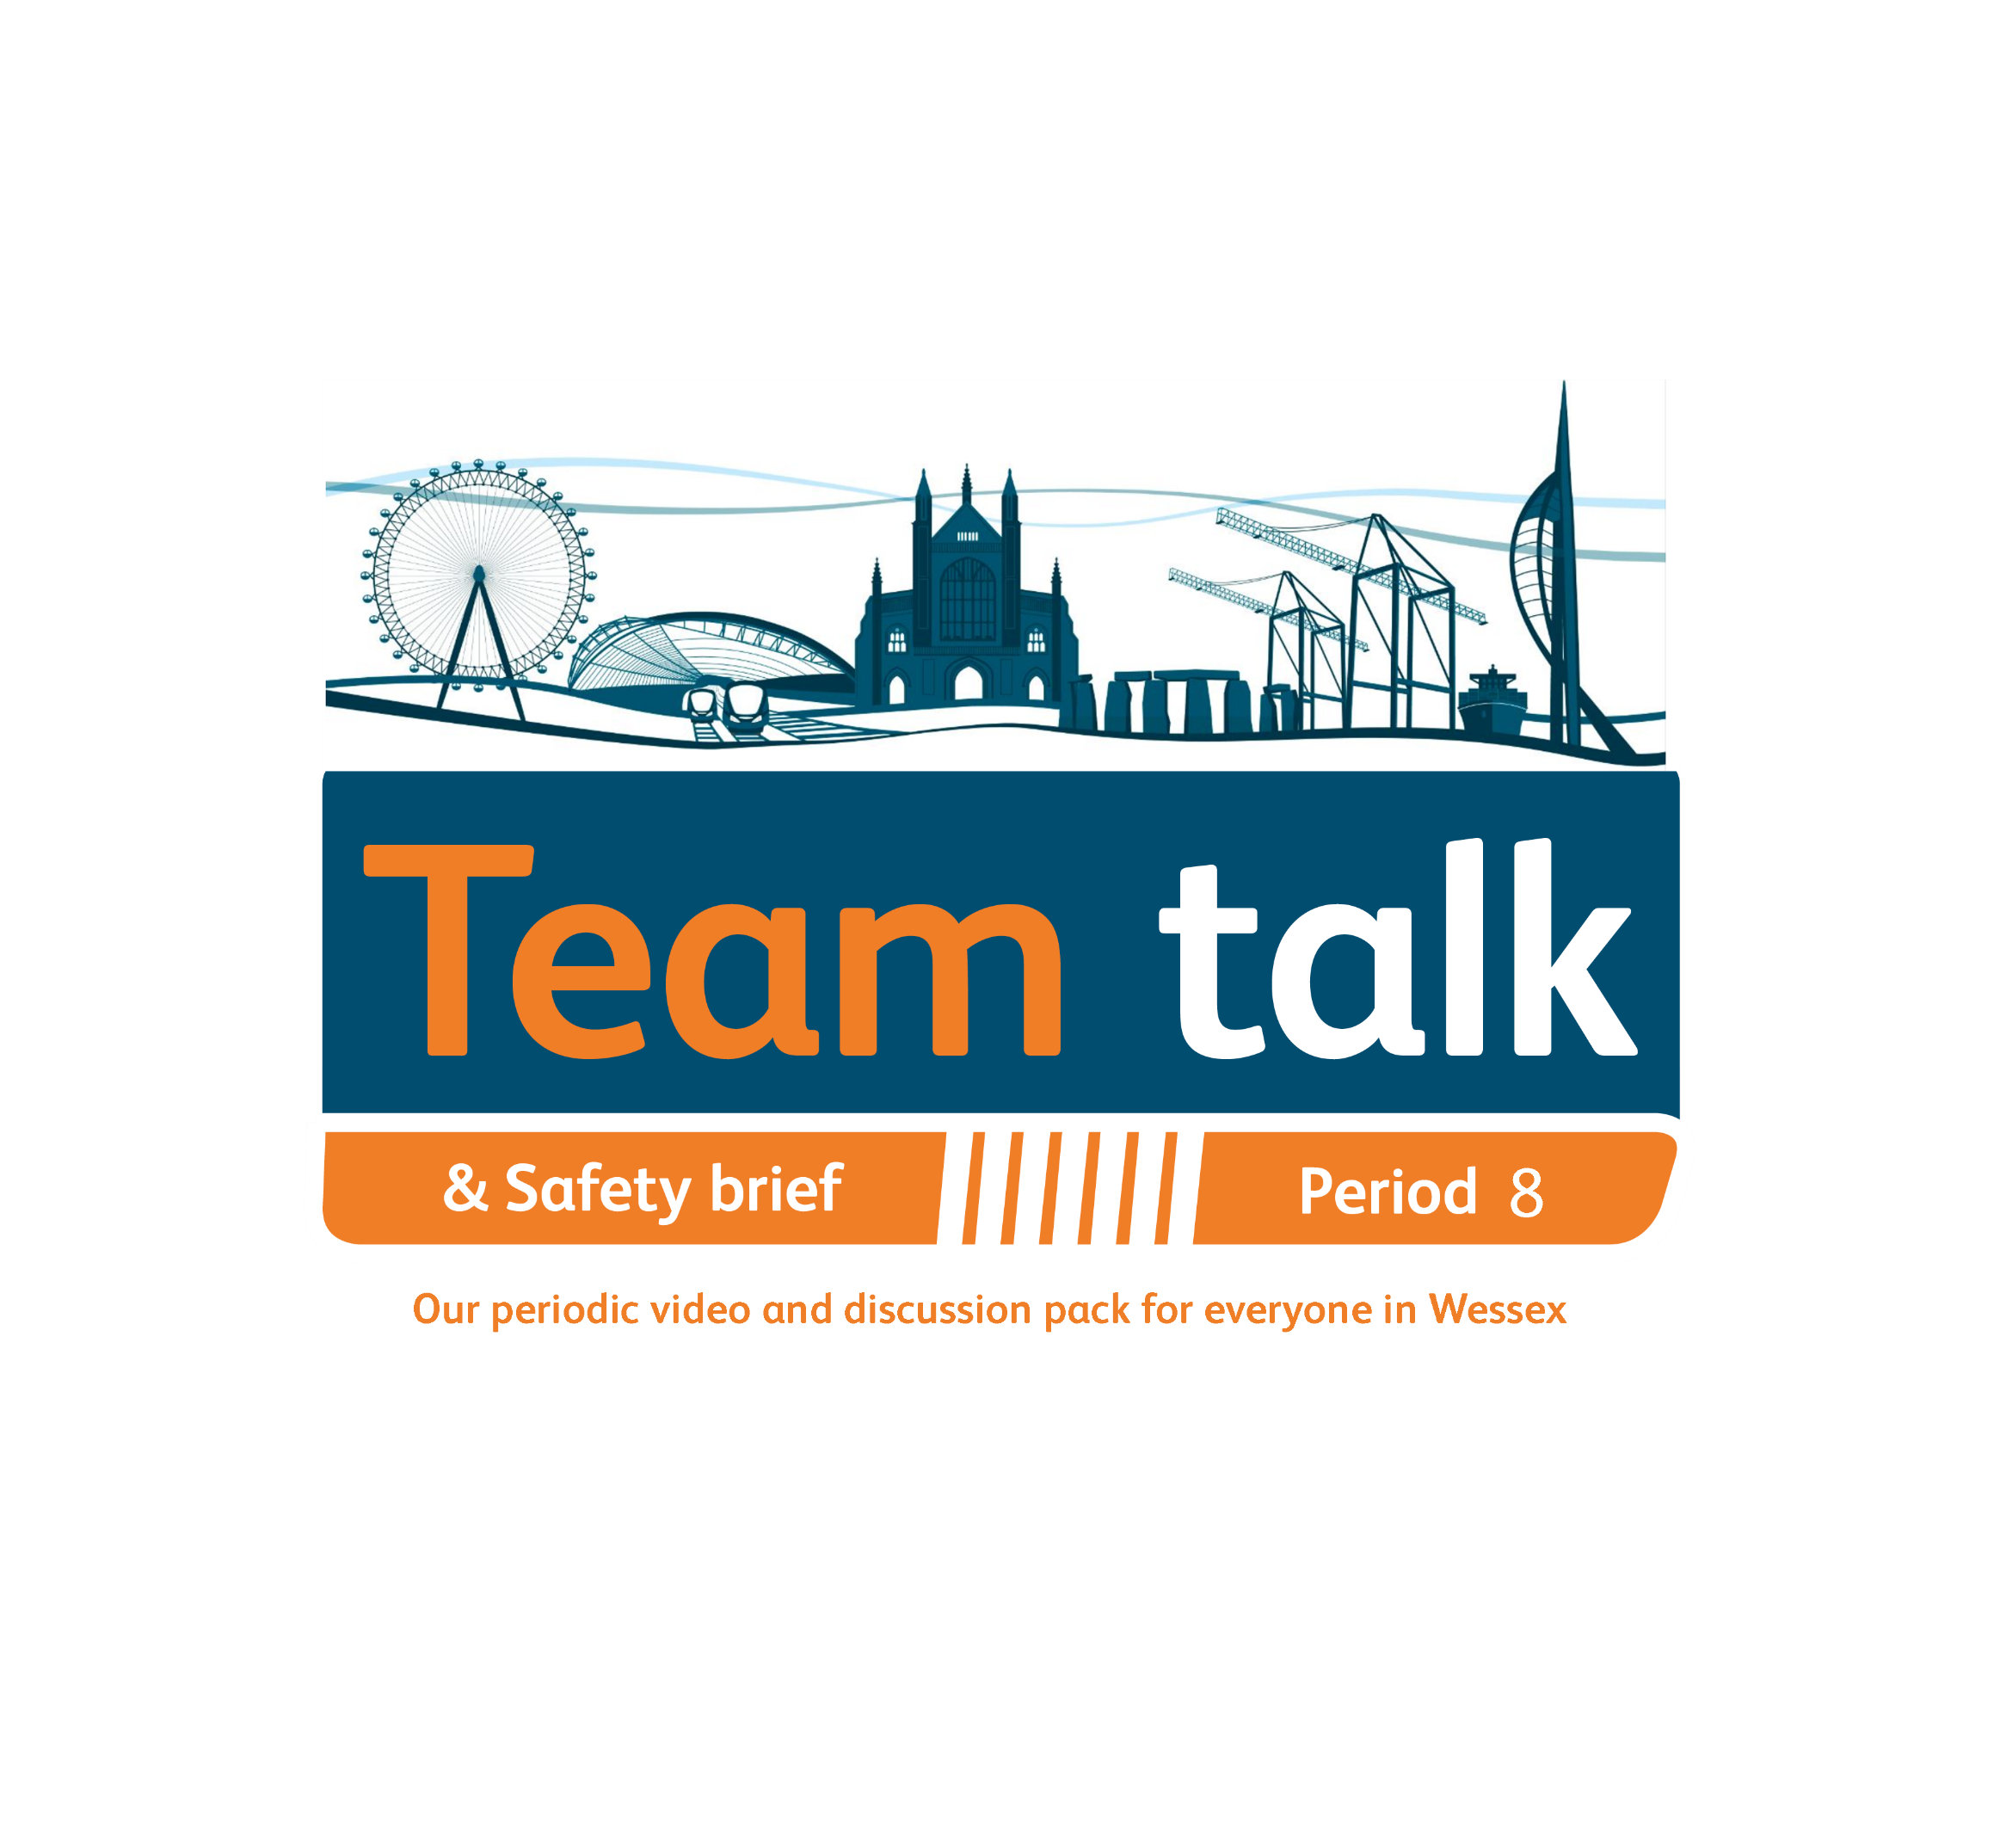 Team talk
& Safety brief Period 8
Our periodic video and discussion pack for everyone in Wessex